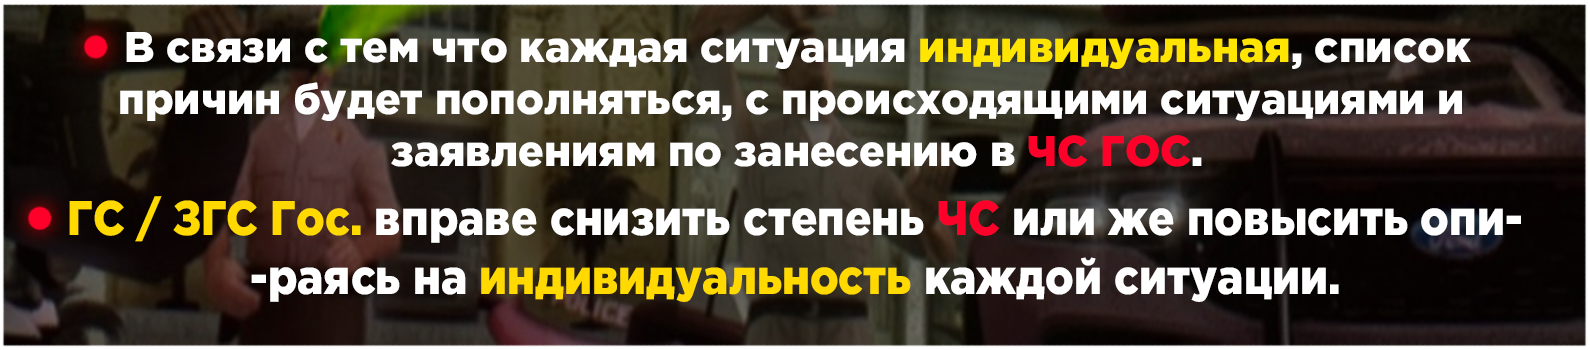 • В связи с тем что каждая ситуация индивидуальная, список
причин будет пополняться, с происходящими ситуациями и
заявлениям по занесению в ЧС ГОС.
• ГС / ЗГС Гос. вправе снизить степень ЧС или же повысить опи-
-раясь на индивидуальность каждой ситуации.
POLICE